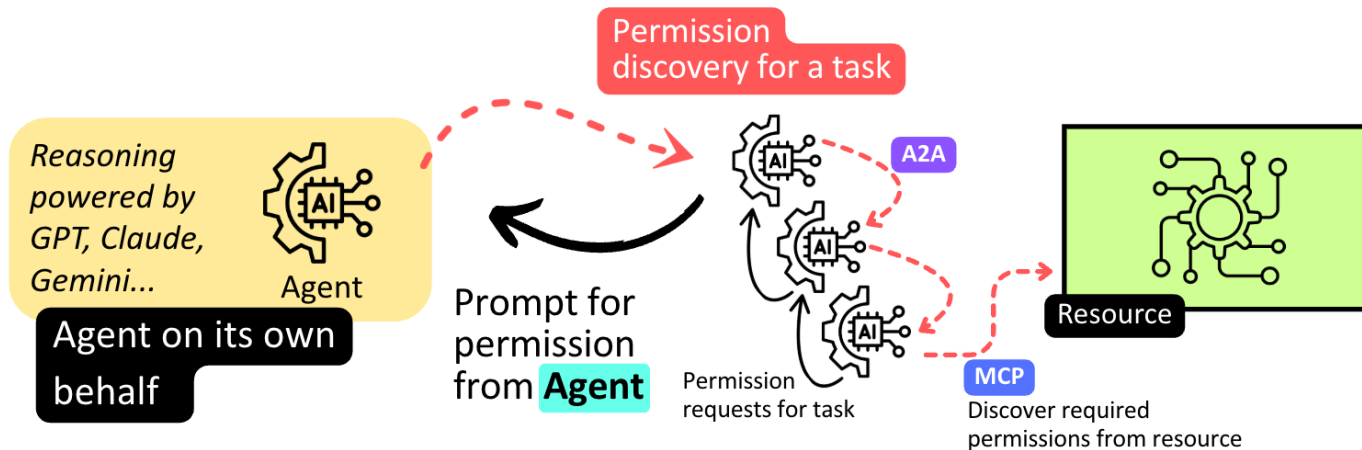 Permission
discovery for a task
Reasoning
powered by
GPT, Claude,
Gemini...
AI
Agent
Agent on its own
behalf
Prompt for
permission
from Agent
AI
A2A
AI
AI
Permission
requests for task
MCP
Discover required
permissions from resource
Resource